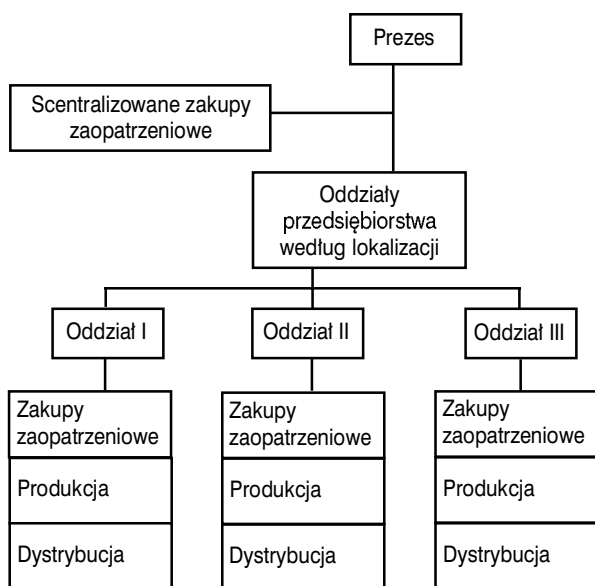 Prezes
Scentralizowane zakupy
zaopatrzeniowe
Oddziały
przedsiębiorstwa
według lokalizacji
Oddział I
Oddział II
Oddział III
Zakupy
zaopatrzeniowe
Produkcja
Dystrybucja
Zakupy
zaopatrzeniowe
Produkcja
Dystrybucja
Zakupy
zaopatrzeniowe
Produkcja
Dystrybucja